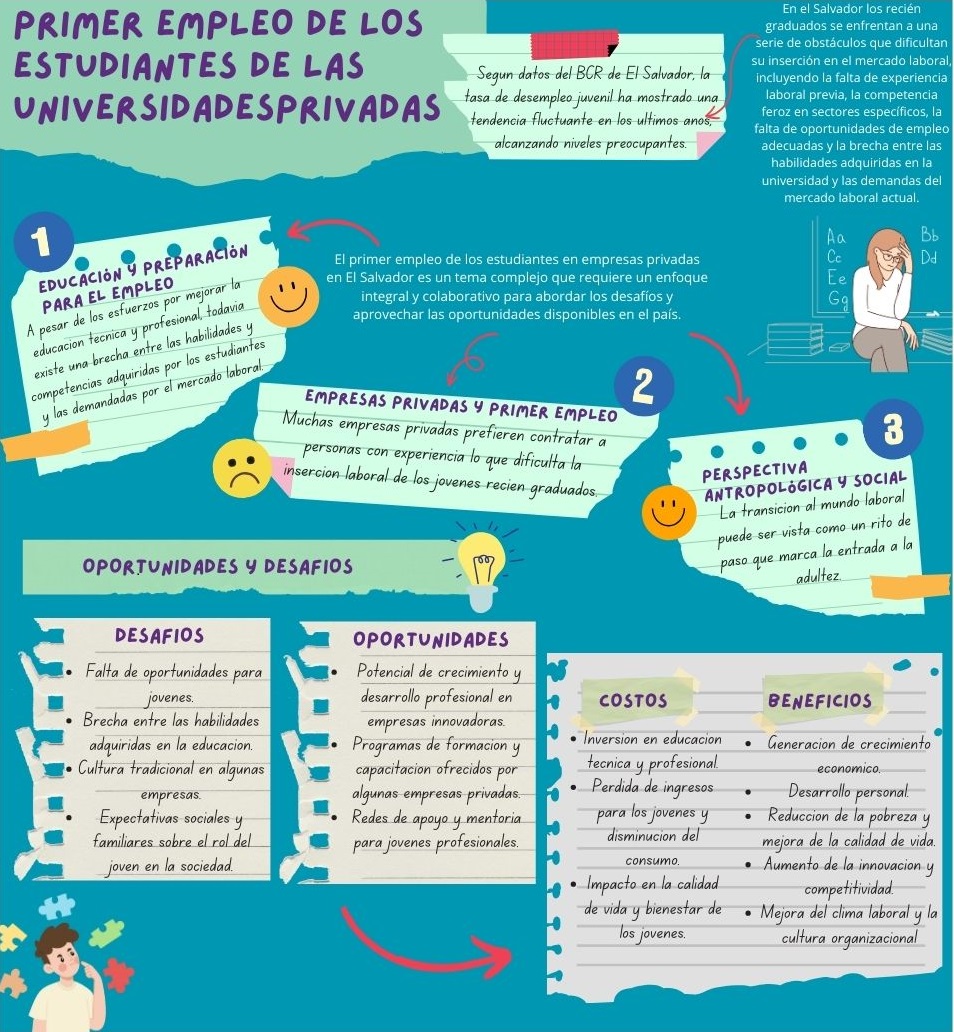 PRIMER EMPLEO DE LOS
ESTUDIANTES DE LAS
UNIVERSIDADESPRIVADAS
Segun datos del BCR de El Salvador, la
tasa de desempleo juvenil ha mostrado una
tendencia fluctuante en los ultimos anos,
alcanzando niveles preocupantes.
En el Salvador los recién
graduados se enfrentan a una
serie de obstáculos que dificultan
su inserción en el mercado laboral,
incluyendo la falta de experiencia
laboral previa, la competencia
feroz en sectores específicos, la
falta de oportunidades de empleo
adecuadas y la brecha entre las
habilidades adquiridas en la
universidad y las demandas del
mercado laboral actual.
Aa
Bb
Cc
Dd
Ee
Gg
1
EDUCACIÓN Y PREPARACIÓN
PARA EL EMPLEO
A pesar de los esfuerzos por mejorar la
educacion tecnica y profesional, todavia
existe una brecha entre las habilidades y
competencias adquiridas por los estudiantes
y las demandadas por el mercado laboral.
El primer empleo de los estudiantes en empresas privadas
en El Salvador es un tema complejo que requiere un enfoque
integral y colaborativo para abordar los desafíos y
aprovechar las oportunidades disponibles en el país.
2
EMPRESAS PRIVADAS Y PRIMER EMPLEO
Muchas empresas privadas prefieren contratar a
personas con experiencia lo que dificulta la
insercion laboral de los jovenes recien graduados.
3
PERSPECTIVA
ANTROPOLÓGICA Y SOCIAL
La transicion al mundo laboral
puede ser vista como un rito de
paso que marca la entrada a la
adultez.
OPORTUNIDADES Y DESAFIOS
DESAFIOS
• Falta de oportunidades para
jovenes.
• Brecha entre las habilidades
adquiridas en la educacion.
• Cultura tradicional en algunas
empresas.
• Expectativas sociales y
familiares sobre el rol del
joven en la sociedad.
OPORTUNIDADES
• Potencial de crecimiento y
desarrollo profesional en
empresas innovadoras.
• Programas de formacion y
capacitacion ofrecidos por
algunas empresas privadas.
• Redes de apoyo y mentoria
para jovenes profesionales.
COSTOS
• Inversion en educacion
tecnica y profesional.
• Perdida de ingresos
para los jovenes y
disminucion del
consumo.
• Impacto en la calidad
de vida y bienestar de
los jovenes.
BENEFICIOS
• Generacion de crecimiento
economico.
• Desarrollo personal.
• Reduccion de la pobreza y
mejora de la calidad de vida.
• Aumento de la innovacion y
competitividad.
• Mejora del clima laboral y la
cultura organizacional